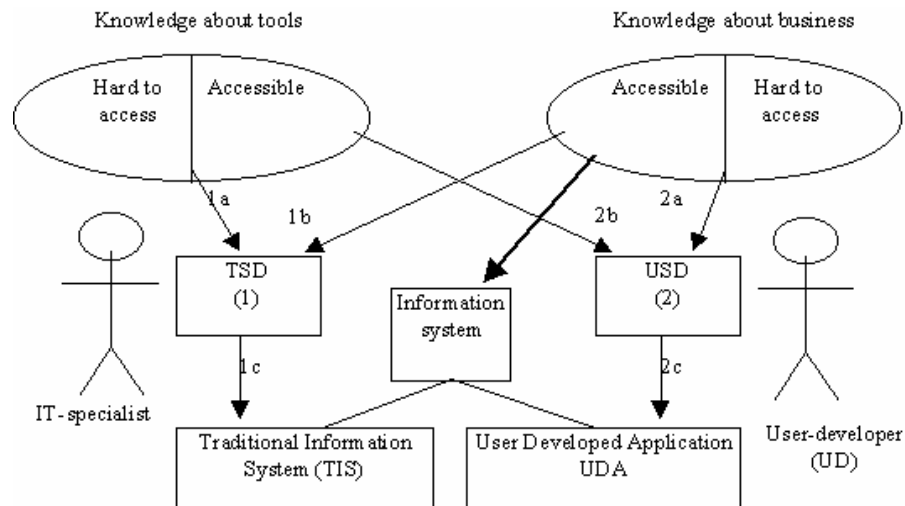 Knowledge about tools
Knowledge about business
Hard to
access
Accessible
Accessible
Hard to
access
1a
1b
2b
2a
TSD
(1)
USD
(2)
Information
system
1c
2c
IT-specialist
Traditional Information
System (TIS)
User Developed Application
UDA
User-developer
(UD)